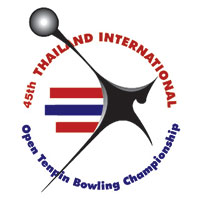 45th THAILAND INTERNATIONAL
Open Tenpin Bowling Championship